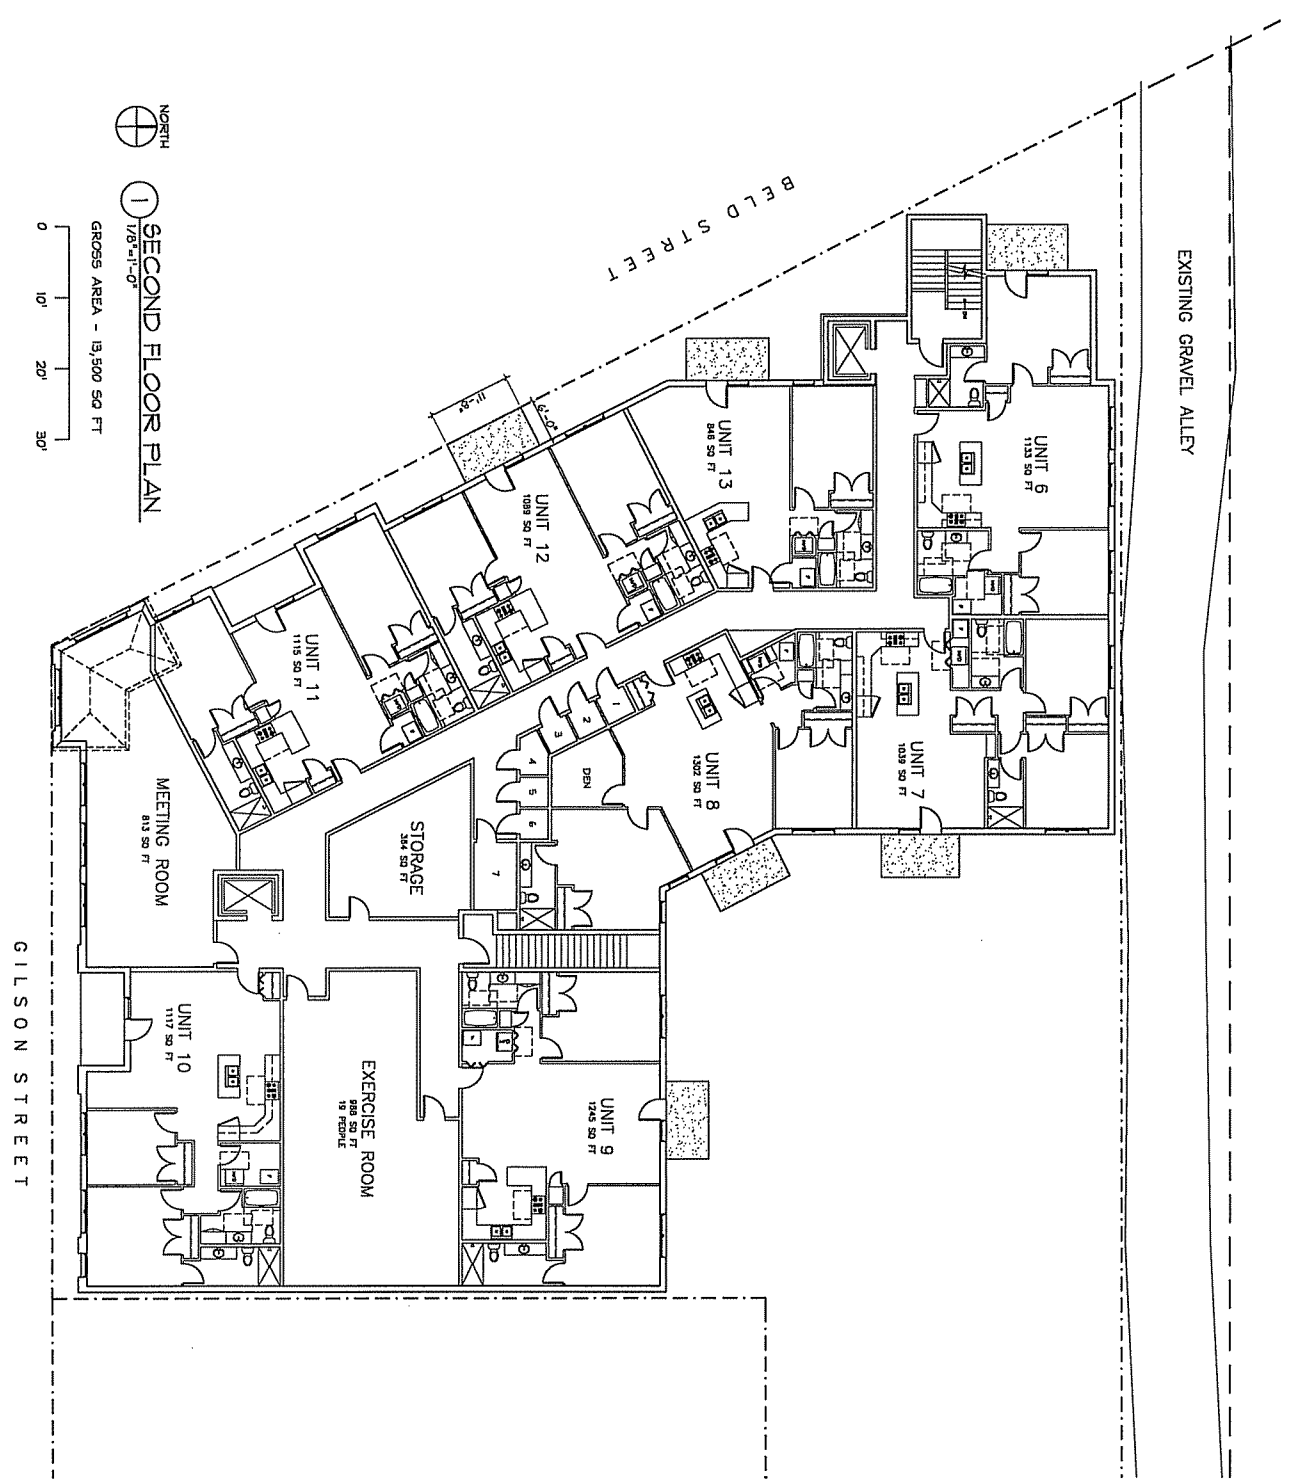 NORTH
1
SECOND FLOOR PLAN
1/8"=1'-0"
GROSS AREA - 13,500 SQ FT
0
10'
20'
30'
BELD STREET
EXISTING GRAVEL ALLEY
GILSON STREET
11'-8"
6'-0"
UNIT 6
1133 SQ FT
UNIT 13
846 SQ FT
UNIT 12
1089 SQ FT
UNIT 11
1115 SQ FT
UNIT 7
1039 SQ FT
UNIT 8
1302 SQ FT
DEN
1
2
3
4
5
6
7
STORAGE
384 SQ FT
MEETING ROOM
813 SQ FT
UNIT 10
1117 SQ FT
EXERCISE ROOM
988 SQ FT
19 PEOPLE
UNIT 9
1245 SQ FT